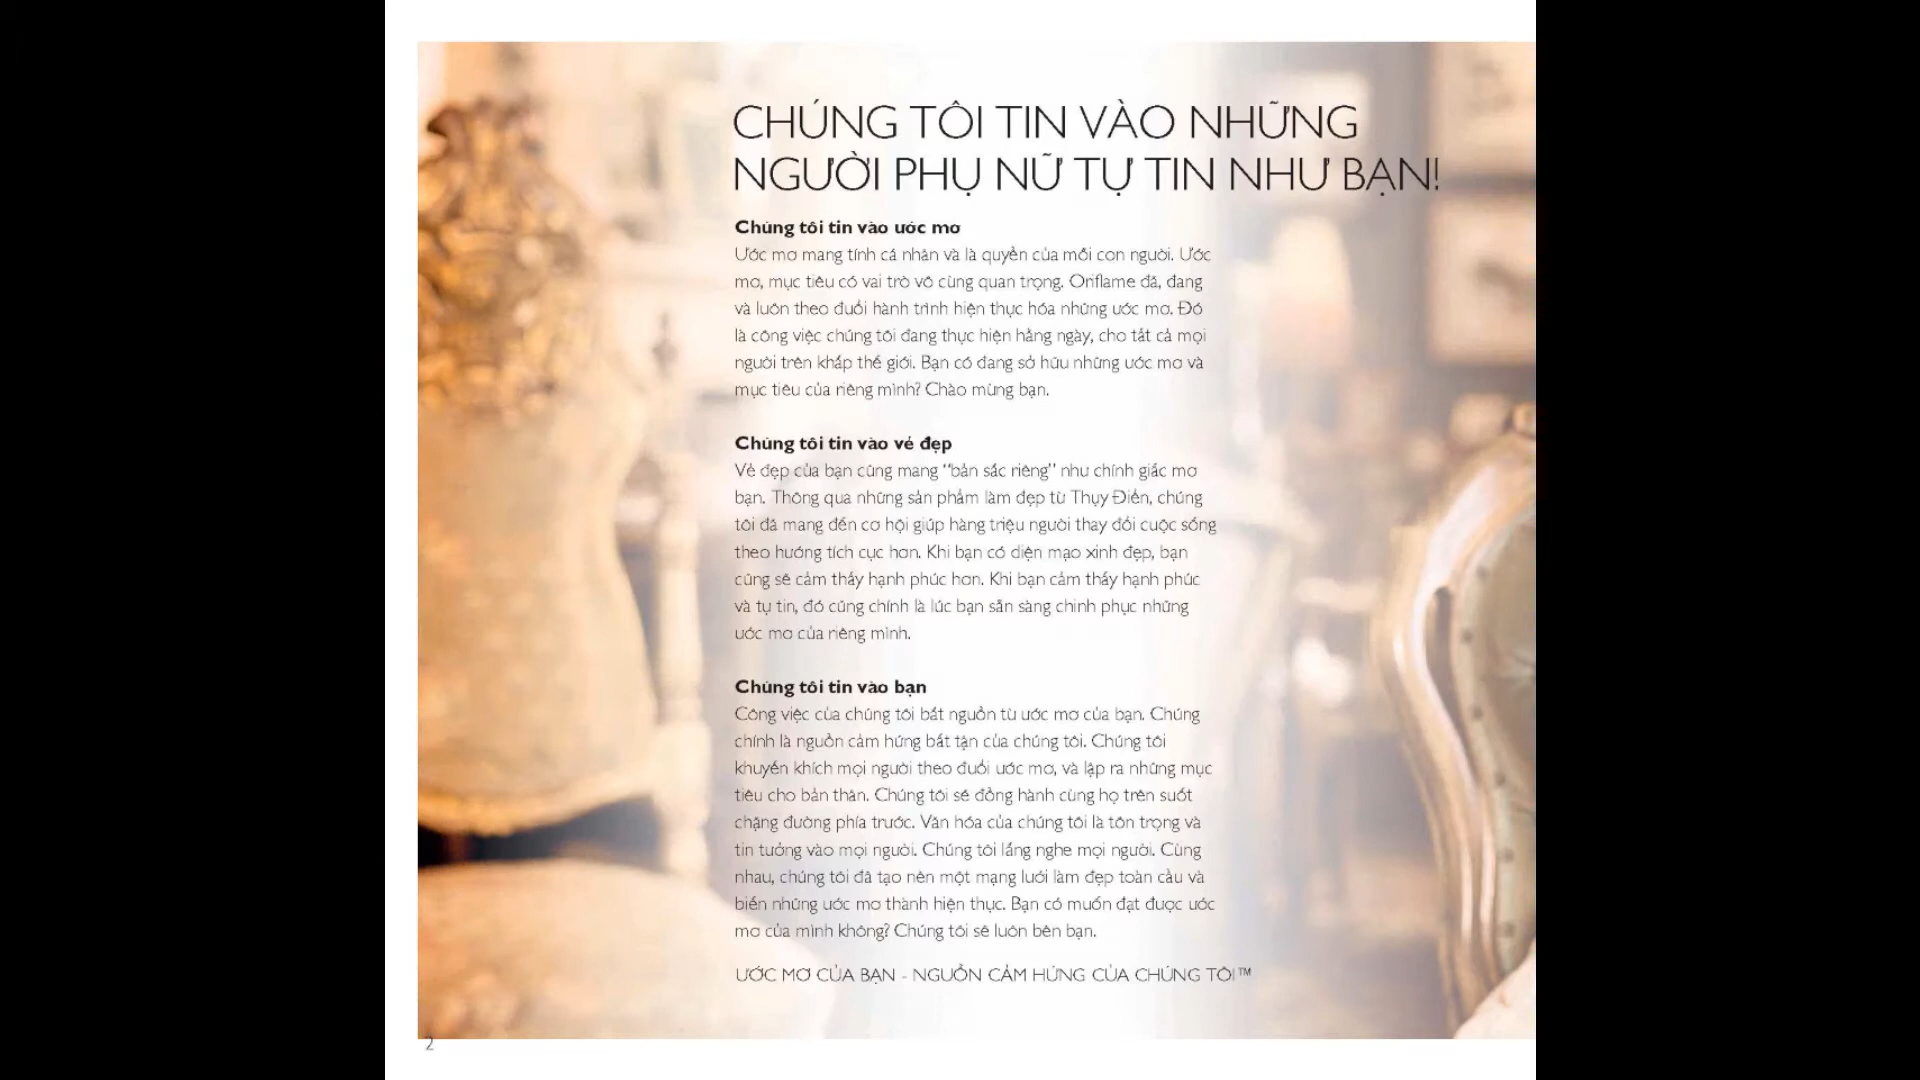 CHÚNG TÔI TIN VÀO NHỮNG
NGƯỜI PHỤ NỮ TỰ TIN NHƯ BẠN!
Chúng tôi tin vào ước mơ
Ước mơ mang tính cá nhân và là quyền của mỗi con người. Ước
mơ, mục tiêu có vai trò vô cùng quan trọng. Oriflame đã, đang
và luôn theo đuổi hành trình hiện thực hóa những ước mơ. Đó
là công việc chúng tôi đang thực hiện hằng ngày, cho tất cả mọi
người trên khắp thế giới. Bạn có đang sở hữu những ước mơ và
mục tiêu của riêng mình? Chào mừng bạn.
Chúng tôi tin vào vẻ đẹp
Vẻ đẹp của bạn cũng mang “bản sắc riêng” như chính giấc mơ
bạn. Thông qua những sản phẩm làm đẹp từ Thụy Điển, chúng
tôi đã mang đến cơ hội giúp hàng triệu người thay đổi cuộc sống
theo hướng tích cực hơn. Khi bạn có diện mạo xinh đẹp, bạn
cũng sẽ cảm thấy hạnh phúc hơn. Khi bạn cảm thấy hạnh phúc
và tự tin, đó cũng chính là lúc bạn sẵn sàng chinh phục những
ước mơ của riêng mình.
Chúng tôi tin vào bạn
Công việc của chúng tôi bắt nguồn từ ước mơ của bạn. Chúng
chính là nguồn cảm hứng bất tận của chúng tôi. Chúng tôi
khuyến khích mọi người theo đuổi ước mơ, và lập ra những mục
tiêu cho bản thân. Chúng tôi sẽ đồng hành cùng họ trên suốt
chặng đường phía trước. Văn hóa của chúng tôi là tôn trọng và
tin tưởng vào mọi người. Chúng tôi lắng nghe mọi người. Cùng
nhau, chúng tôi đã tạo nên một mạng lưới làm đẹp toàn cầu và
biến những ước mơ thành hiện thực. Bạn có muốn đạt được ước
mơ của mình không? Chúng tôi sẽ luôn bên bạn.
ƯỚC MƠ CỦA BẠN - NGUỒN CẢM HỨNG CỦA CHÚNG TÔI™
2